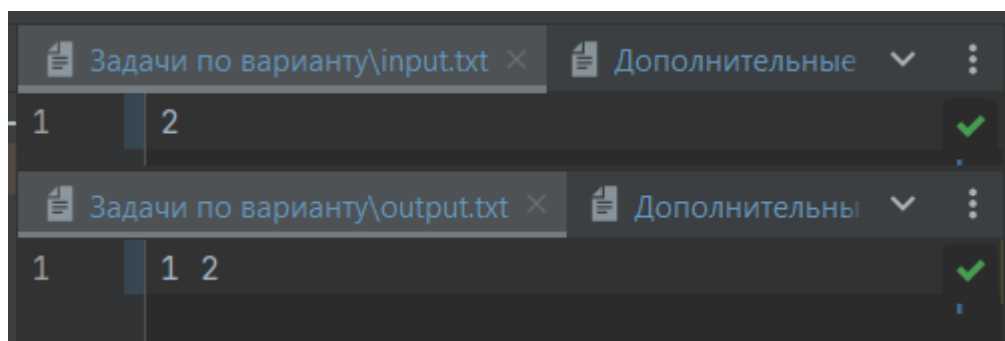 Задачи по варианту\input.txt × Дополнительные
1 2
Задачи по варианту\output.txt × Дополнительны
1 1 2